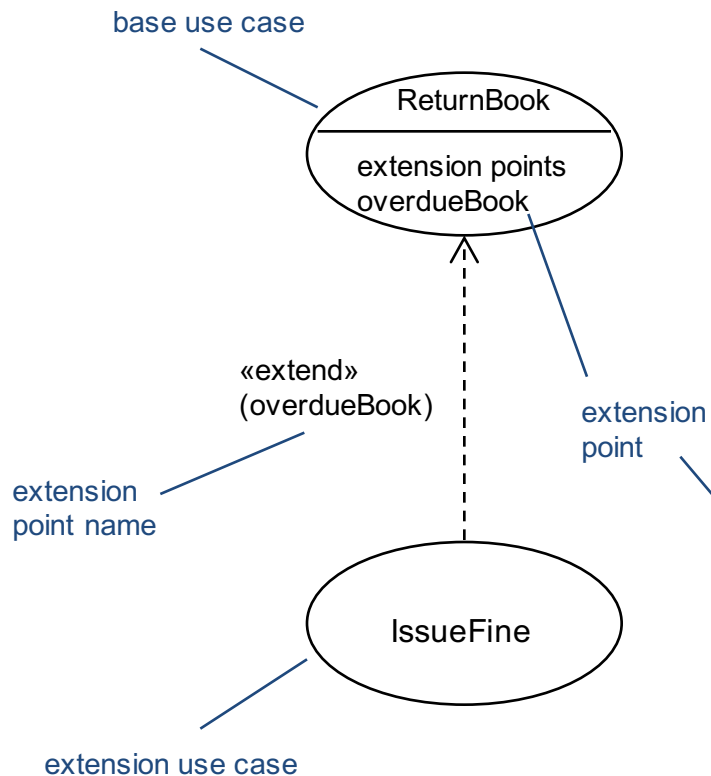 base use case
ReturnBook
extension points
overdueBook
«extend»
(overdueBook)
extension
point
extension
point name
IssueFine
extension use case